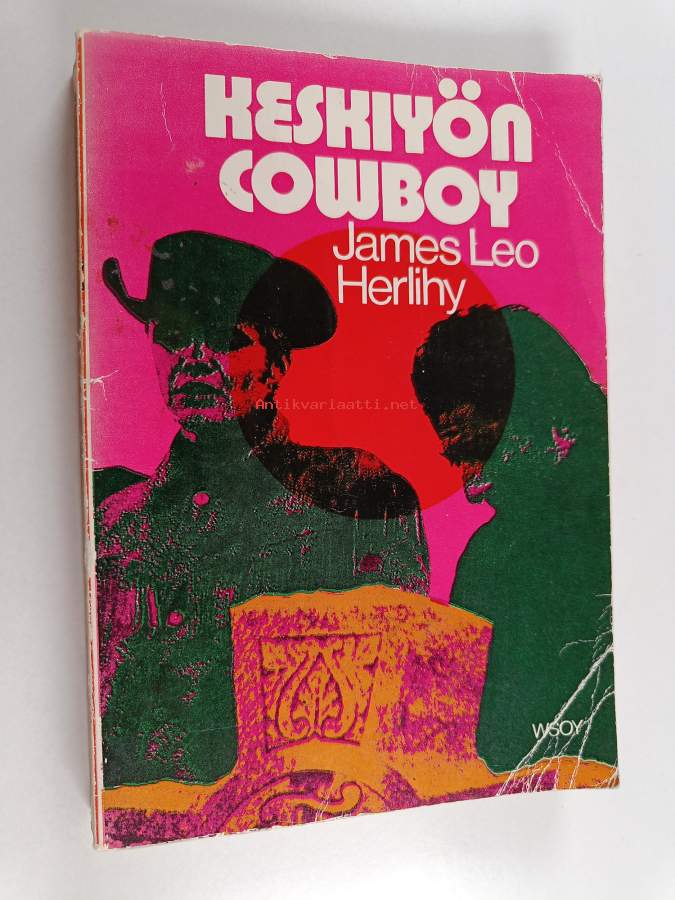 KESKIYÖN
COWBOY
James Leo
Herlihy
Antikvariaatti.net
WSOY